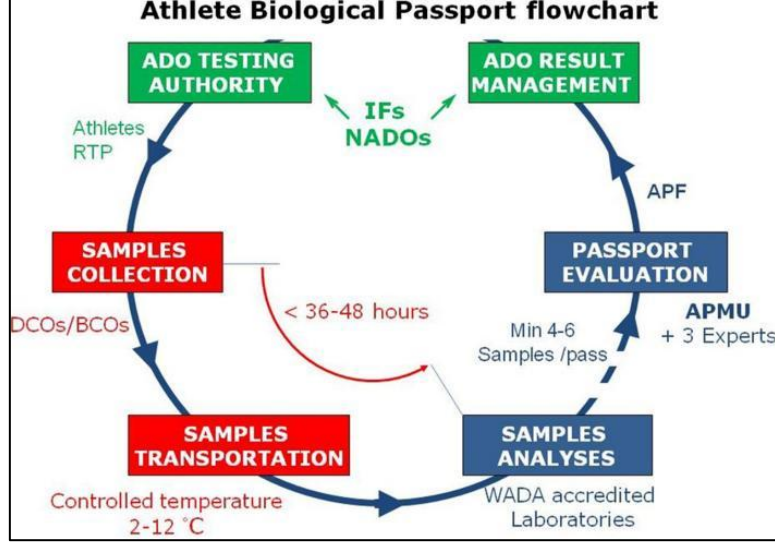 Athlete Biological Passport flowchart
ADO TESTING
AUTHORITY
ADO RESULT
MANAGEMENT
IFs
NADOs
Athletes
RTP
APF
SAMPLES
COLLECTION
PASSPORT
EVALUATION
DCOs/BCOs
< 36-48 hours
APMU
+ 3 Experts
Min 4-6
Samples /pass
SAMPLES
TRANSPORTATION
SAMPLES
ANALYSES
Controlled temperature
2-12 °C
WADA accredited
Laboratories